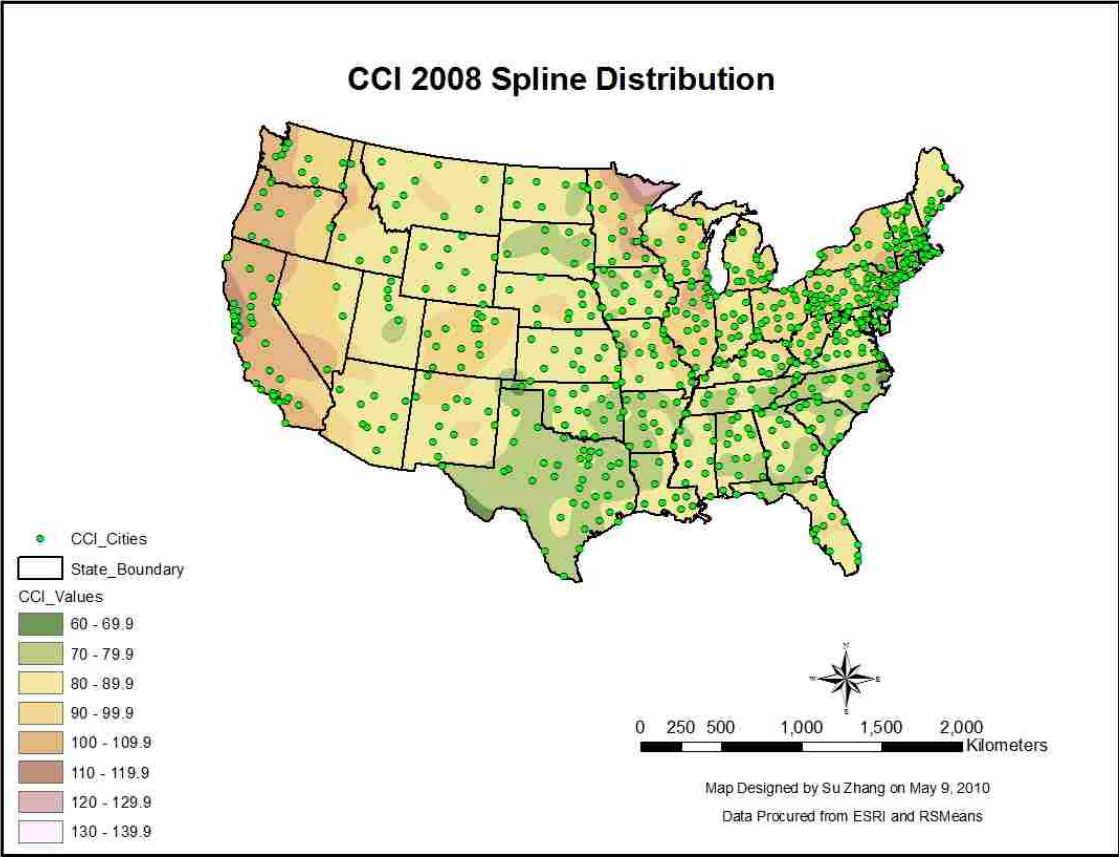 CCI 2008 Spline Distribution
CCI_Cities
State_Boundary
CCI_Values
60 - 69.9
70 - 79.9
80 - 89.9
90 - 99.9
100 - 109.9
110 - 119.9
120 - 129.9
130 - 139.9
N
W E
S
0 250 500 1,000 1,500 2,000
Kilometers
Map Designed by Su Zhang on May 9, 2010
Data Procured from ESRI and RSMeans